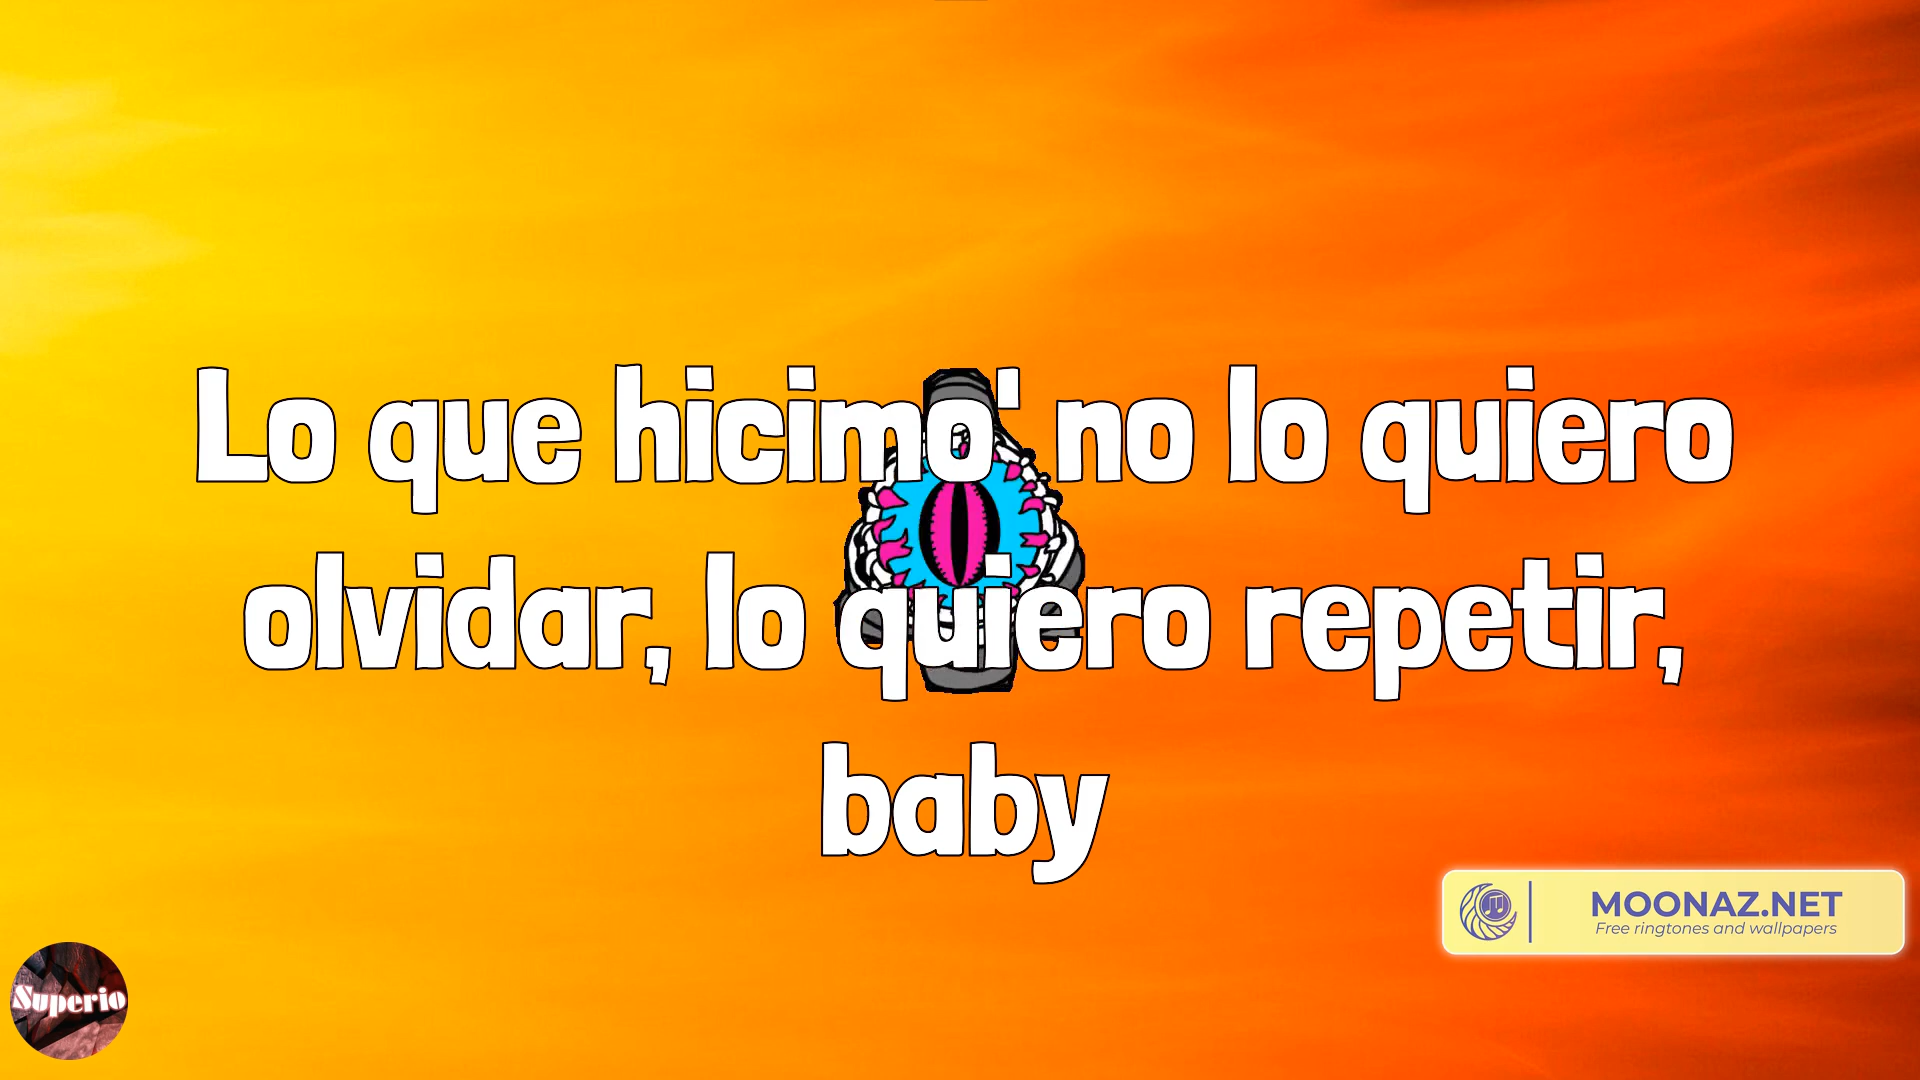 Lo que hicimo' no lo quiero
olvidar, lo quiero repetir,
baby
MOONAZ.NET
Free ringtones and wallpapers
Superio